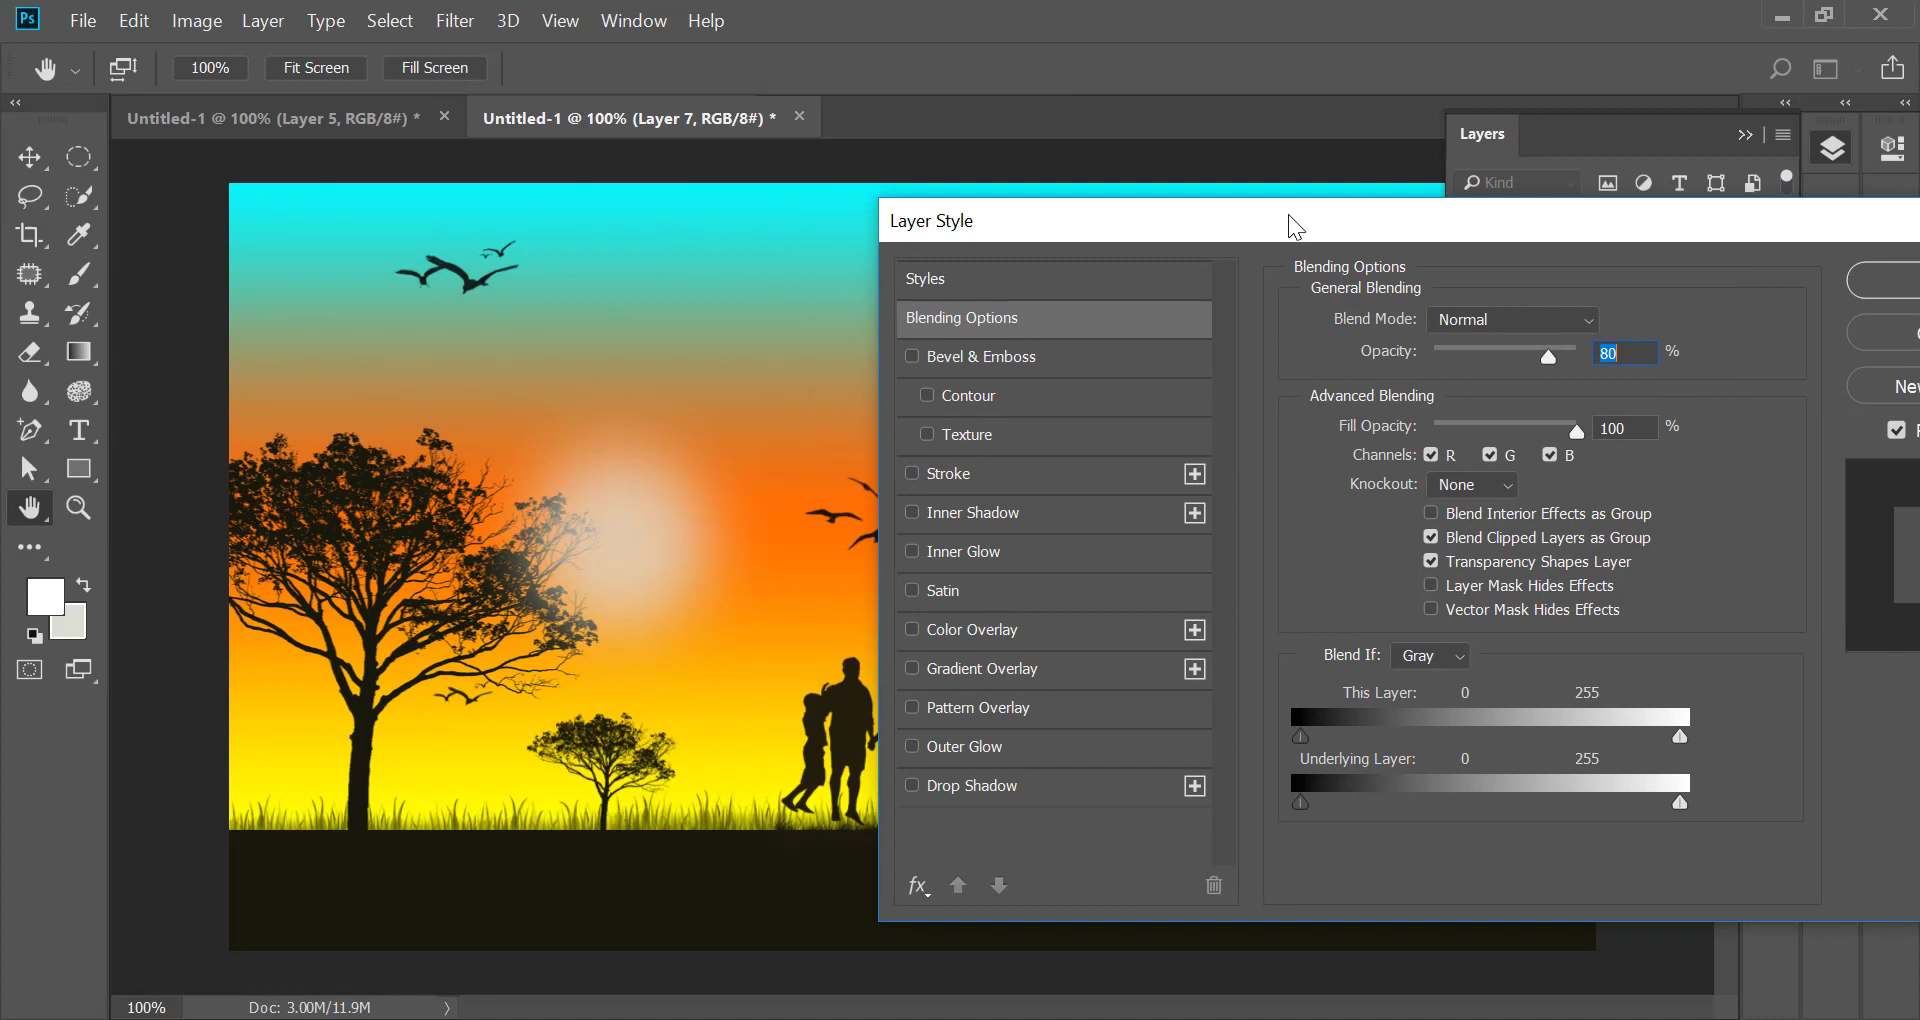 Ps File Edit Image Layer Type Select Filter 3D View Window Help
100% Fit Screen Fill Screen
Untitled-1 @ 100% (Layer 5, RGB/8#) * Untitled-1 @ 100% (Layer 7, RGB/8#) *
Layers
Kind
Layer Style
Styles
Blending Options
Bevel & Emboss
Contour
Texture
Stroke
Inner Shadow
Inner Glow
Satin
Color Overlay
Gradient Overlay
Pattern Overlay
Outer Glow
Drop Shadow
fx
Blending Options
General Blending
Blend Mode: Normal
Opacity: 80 %
Advanced Blending
Fill Opacity: 100 %
Channels: R G B
Knockout: None
Blend Interior Effects as Group
Blend Clipped Layers as Group
Transparency Shapes Layer
Layer Mask Hides Effects
Vector Mask Hides Effects
Blend If: Gray
This Layer: 0 255
Underlying Layer: 0 255
New
100% Doc: 3.00M/11.9M